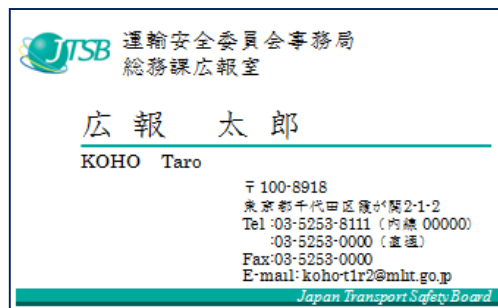 JTSB
運輸安全委員会事務局
総務課広報室
広報 太郎
KOHO Taro
〒100-8918
東京都千代田区霞が関2-1-2
Tel :03-5253-8111（内線 00000）
:03-5253-0000（直通）
Fax:03-5253-0000
E-mail:koho-t1r2@mlit.go.jp
Japan Transport Safety Board